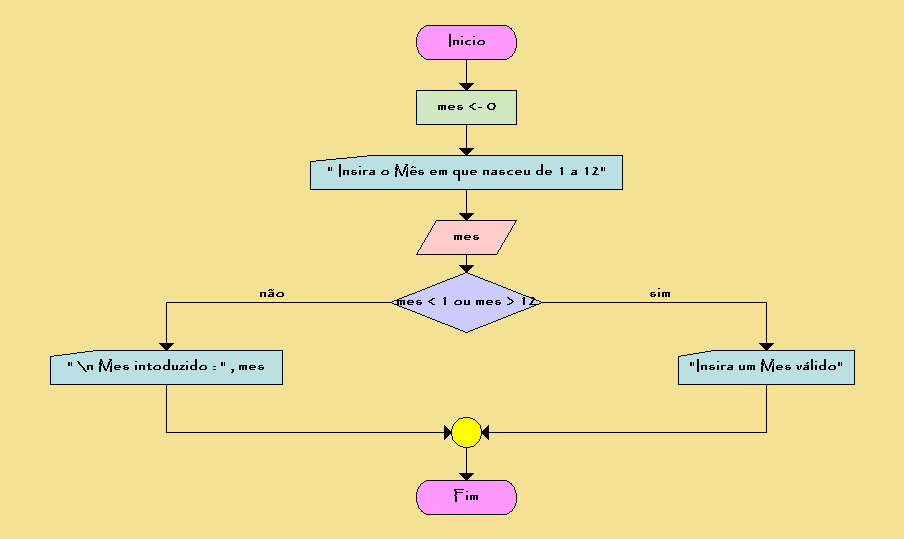 Inicio
mes <- 0
" Insira o Mês em que nasceu de 1 a 12"
mes
não
sim
mes < 1 ou mes > 12
" \n Mes intoduzido : " , mes
"Insira um Mes válido"
Fim